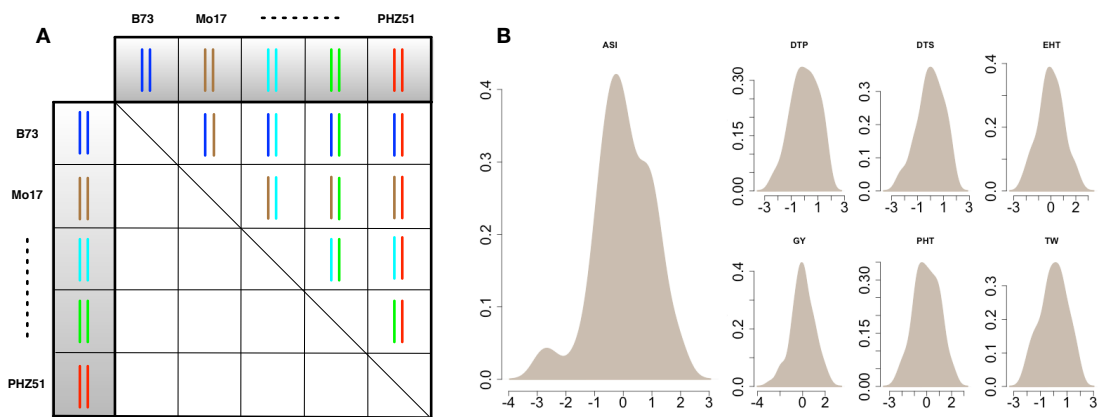 A
B73 Mo17 PHZ51
B73
Mo17
PHZ51
B
ASI
0.0 0.1 0.2 0.3 0.4
-4 -2 -1 0 1 2 3
DTP
0.00 0.15 0.30
-3 -1 1 3
DTS
0.0 0.1 0.2 0.3
-3 -1 1 3
EHT
0.0 0.2 0.4
-3 0 2
GY
0.0 0.2 0.4
-4 0 2
PHT
0.00 0.15 0.30
-3 0 2
TW
0.0 0.1 0.2 0.3
-3 -1 1 3